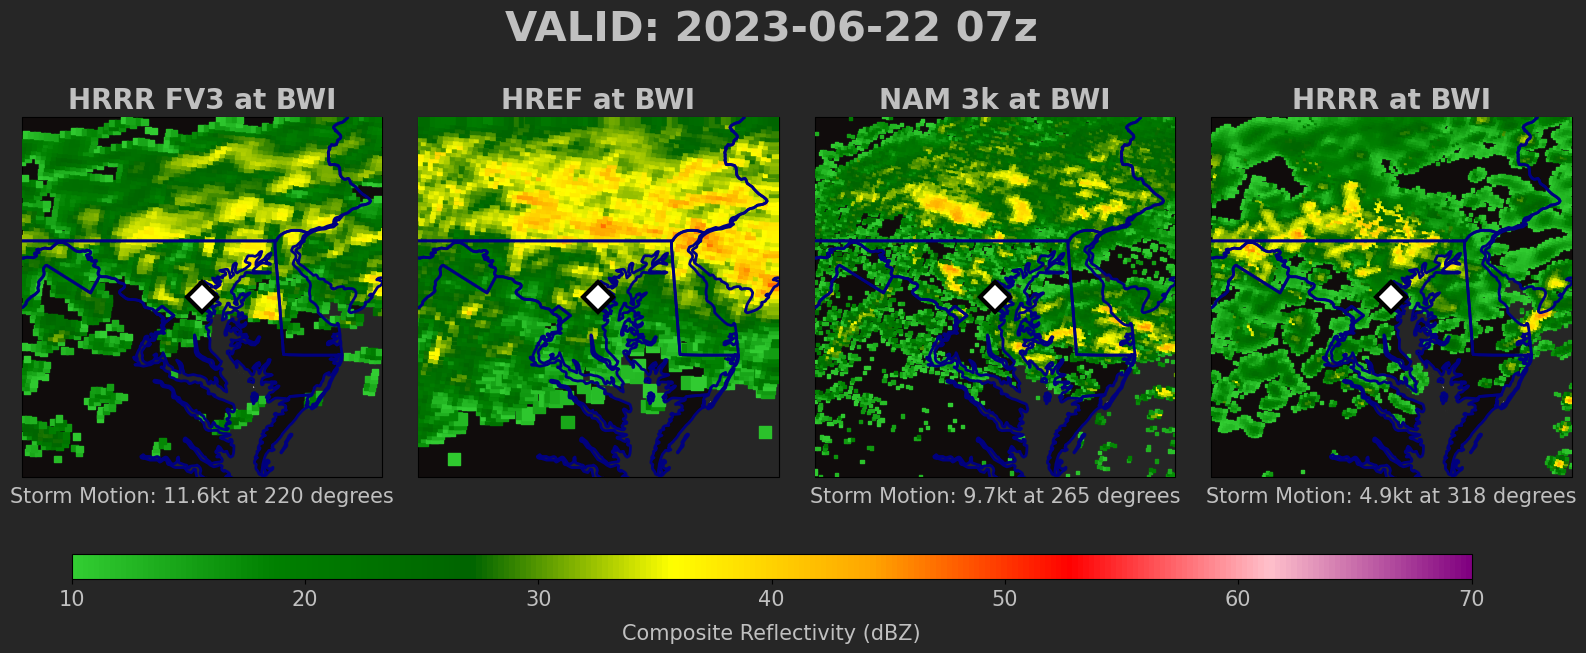 VALID: 2023-06-22 07z
HRRR FV3 at BWI
HREF at BWI
NAM 3k at BWI
HRRR at BWI
Storm Motion: 11.6kt at 220 degrees
Storm Motion: 9.7kt at 265 degrees
Storm Motion: 4.9kt at 318 degrees
10 20 30 40 50 60 70
Composite Reflectivity (dBZ)